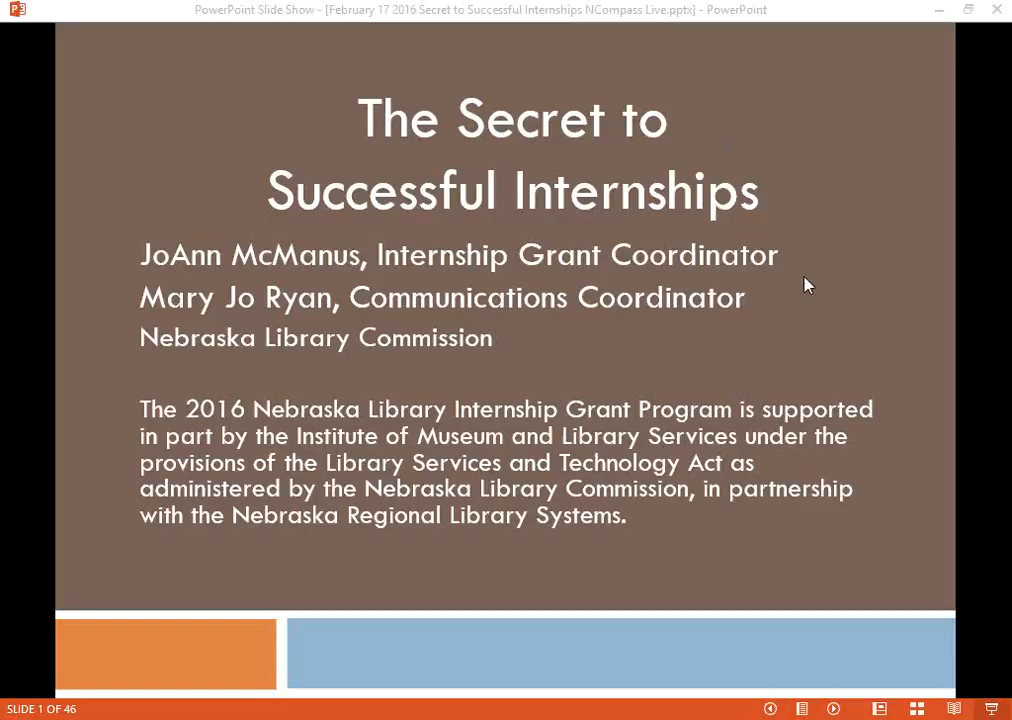 PowerPoint Slide Show - [February 17 2016 Secret to Successful Internships NCompass Live.pptx] - PowerPoint
The Secret to
Successful Internships
JoAnn McManus, Internship Grant Coordinator
Mary Jo Ryan, Communications Coordinator
Nebraska Library Commission
The 2016 Nebraska Library Internship Grant Program is supported
in part by the Institute of Museum and Library Services under the
provisions of the Library Services and Technology Act as
administered by the Nebraska Library Commission, in partnership
with the Nebraska Regional Library Systems.
SLIDE 1 OF 46